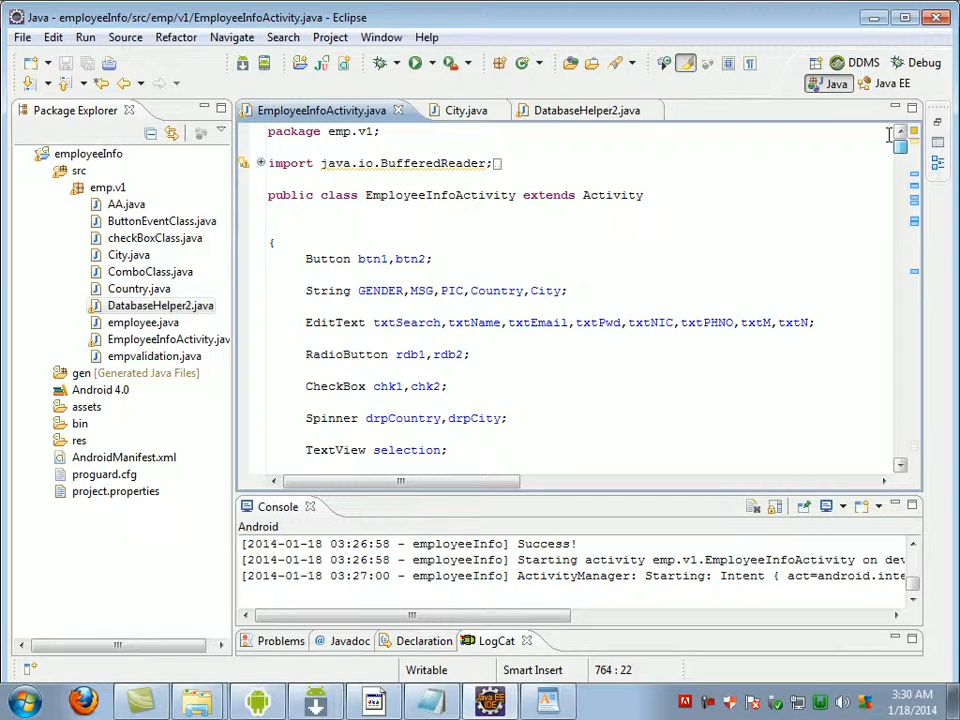 Java - employeeInfo/src/emp/v1/EmployeeInfoActivity.java - Eclipse
File Edit Run Source Refactor Navigate Search Project Window Help
DDMS Debug
Java Java EE
Package Explorer
EmployeeInfoActivity.java City.java DatabaseHelper2.java
employeeInfo
src
emp.v1
AA.java
ButtonEventClass.java
checkBoxClass.java
City.java
ComboClass.java
Country.java
DatabaseHelper2.java
employee.java
EmployeeInfoActivity.jav
empvalidation.java
gen [Generated Java Files]
Android 4.0
assets
bin
res
AndroidManifest.xml
proguard.cfg
project.properties
package emp.v1;
import java.io.BufferedReader;
public class EmployeeInfoActivity extends Activity
{
Button btn1,btn2;
String GENDER,MSG,PIC,Country,City;
EditText txtSearch,txtName,txtEmail,txtPwd,txtNIC,txtPHNO,txtM,txtN;
RadioButton rdb1,rdb2;
CheckBox chk1,chk2;
Spinner drpCountry,drpCity;
TextView selection;
Console
Android
[2014-01-18 03:26:58 - employeeInfo] Success!
[2014-01-18 03:26:58 - employeeInfo] Starting activity emp.v1.EmployeeInfoActivity on dev
[2014-01-18 03:27:00 - employeeInfo] ActivityManager: Starting: Intent { act=android.inte
Problems Javadoc Declaration LogCat
Writable Smart Insert 764 : 22
3:30 AM
1/18/2014